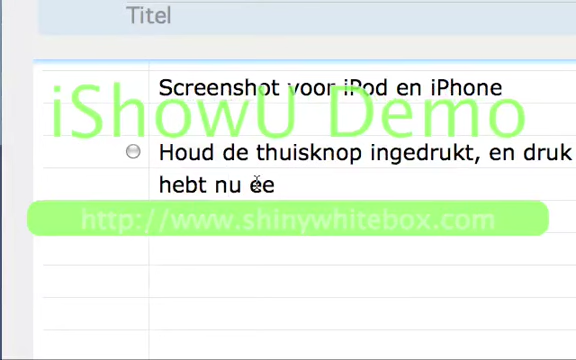 Titel
Screenshot voor iPod en iPhone
iShowU Demo
Houd de thuisknop ingedrukt, en druk
hebt nu ee
http://www.shinywhitebox.com